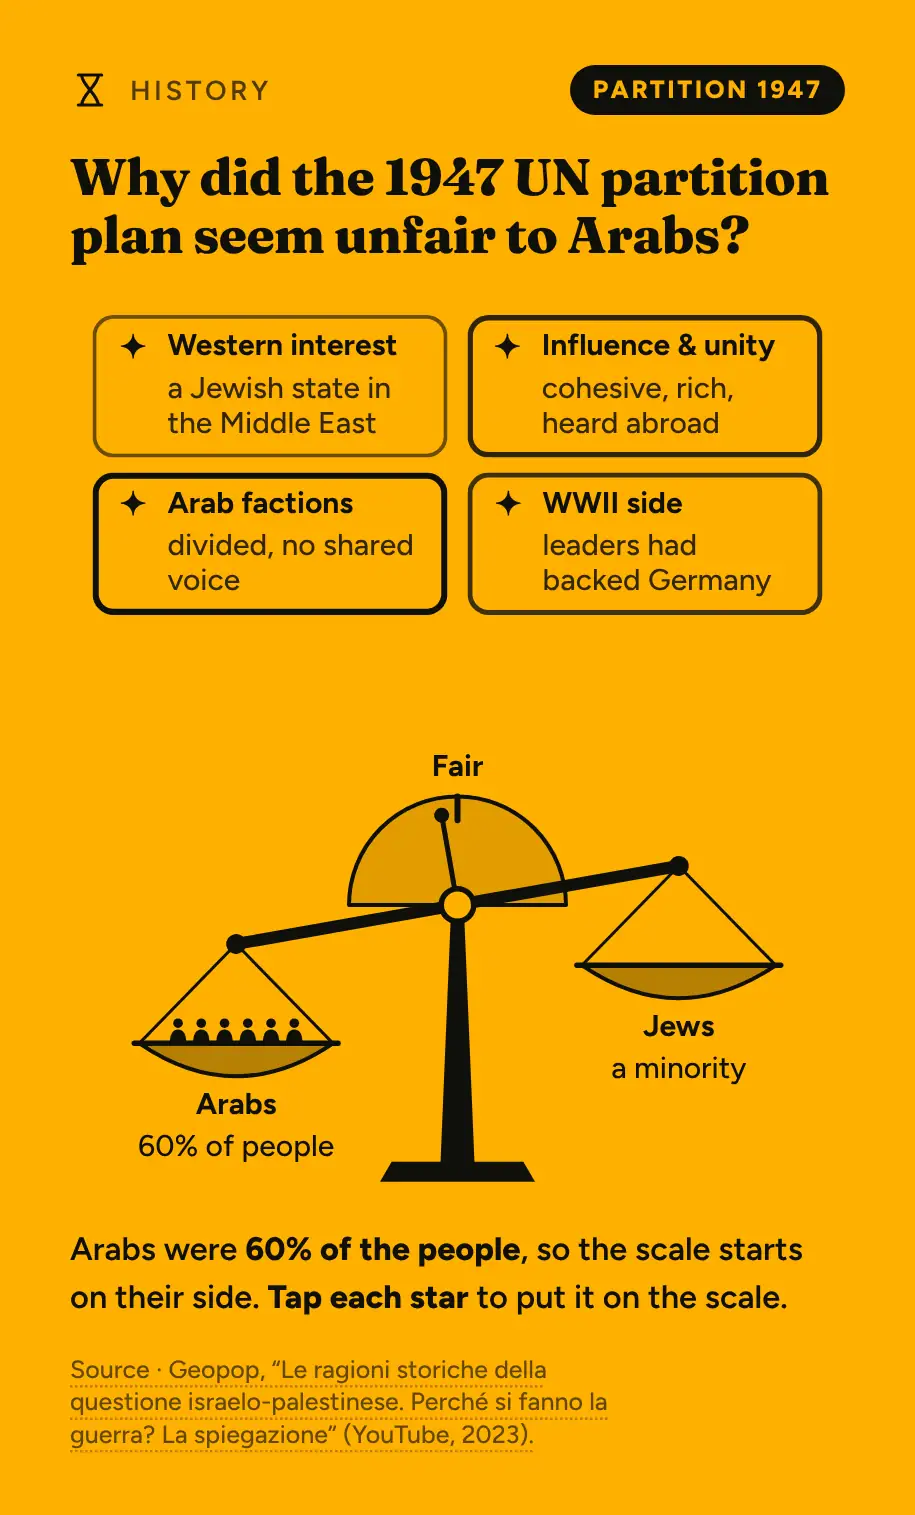 HISTORY
PARTITION 1947
Why did the 1947 UN partition
plan seem unfair to Arabs?
Western interest
a Jewish state in
the Middle East
Influence & unity
cohesive, rich,
heard abroad
Arab factions
divided, no shared
voice
WWII side
leaders had
backed Germany
Fair
Jews
a minority
Arabs
60% of people
Arabs were 60% of the people, so the scale starts
on their side. Tap each star to put it on the scale.
Source · Geopop, “Le ragioni storiche della
questione israelo-palestinese. Perché si fanno la
guerra? La spiegazione” (YouTube, 2023).